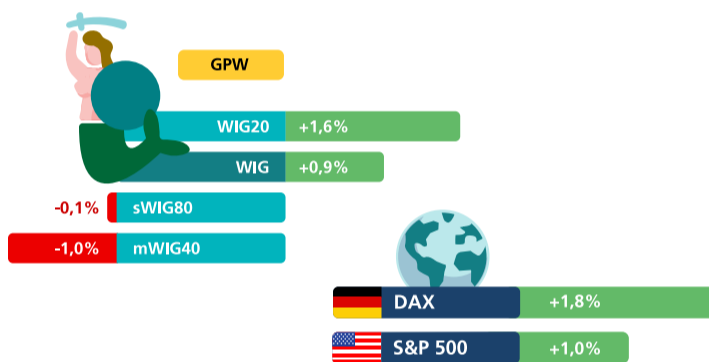 GPW
WIG20 +1,6%
WIG +0,9%
-0,1% sWIG80
-1,0% mWIG40
DAX +1,8%
S&P 500 +1,0%